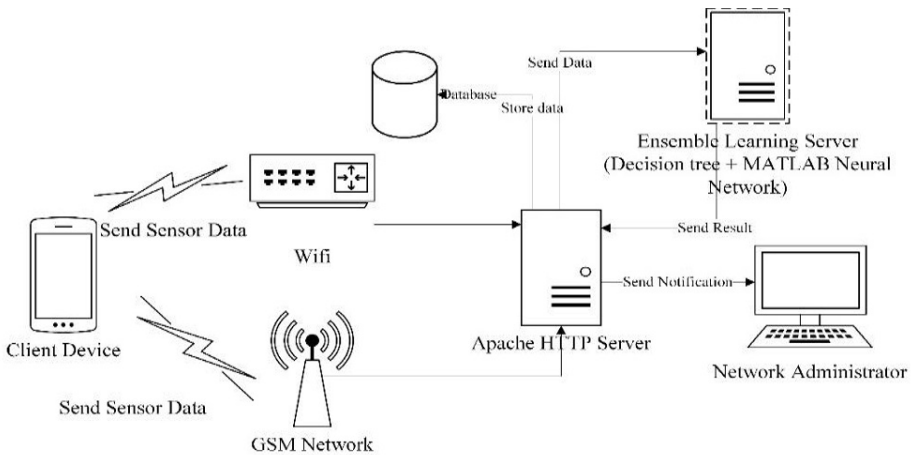 Send Data
Database
Store data
Ensemble Learning Server
(Decision tree + MATLAB Neural
Network)
Send Sensor Data
Wifi
Send Result
Send Notification
Client Device
Apache HTTP Server
Network Administrator
Send Sensor Data
GSM Network